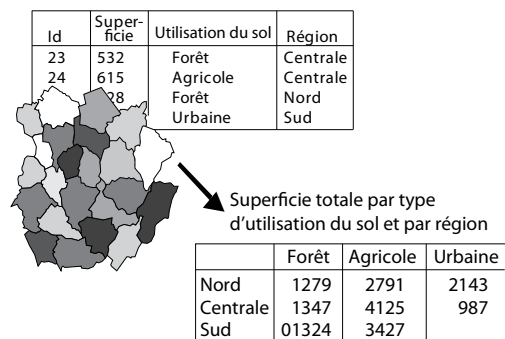 Id Super-ficie Utilisation du sol Région
23 532 Forêt Centrale
24 615 Agricole Centrale
28 Forêt Nord
Urbaine Sud
Superficie totale par type
d'utilisation du sol et par région
Forêt Agricole Urbaine
Nord 1279 2791 2143
Centrale 1347 4125 987
Sud 01324 3427